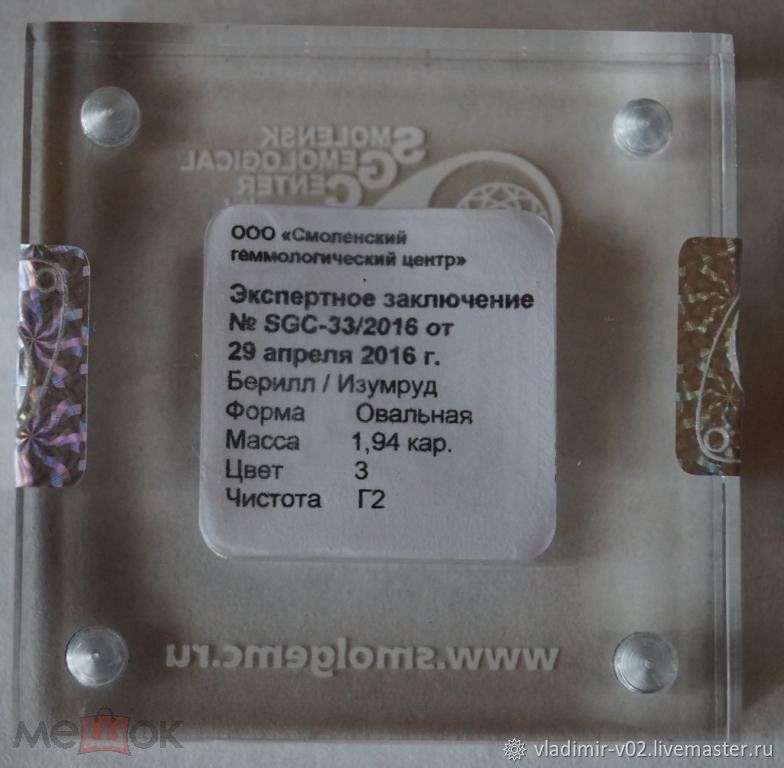 SMOLENSK
GEMOLOGICAL
CENTER
ООО «Смоленский
геммологический центр»
Экспертное заключение
№ SGC-33/2016 от
29 апреля 2016 г.
Берилл / Изумруд
Форма Овальная
Масса 1,94 кар.
Цвет 3
Чистота Г2
www.smolgemc.ru
мешок
vladimir-v02.livemaster.ru